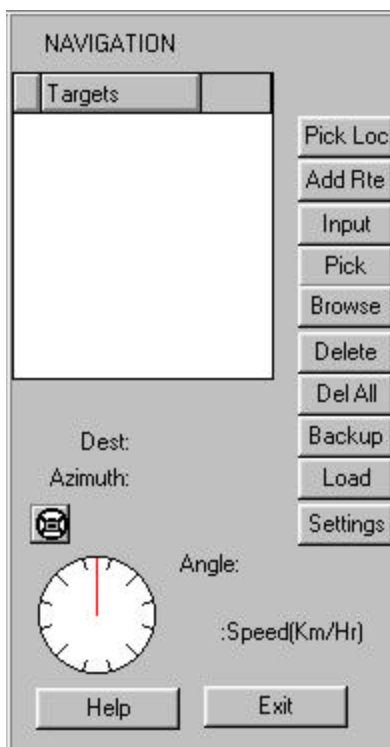 NAVIGATION
Targets
Pick Loc
Add Rte
Input
Pick
Browse
Delete
Del All
Backup
Load
Settings
Dest:
Azimuth:
Angle:
:Speed(Km/Hr)
Help
Exit